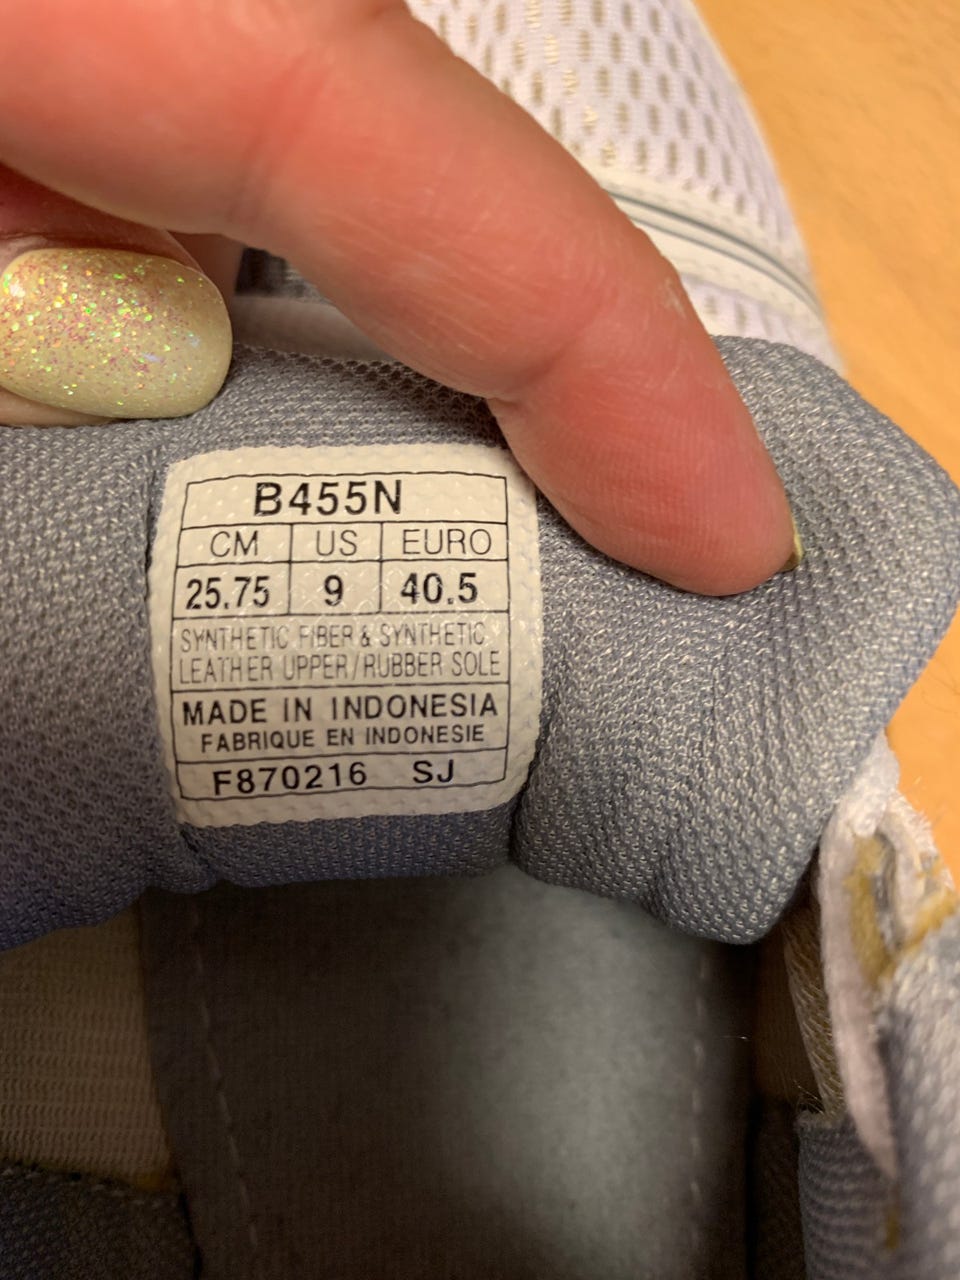 B455N
CM US EURO
25.75 9 40.5
SYNTHETIC FIBER & SYNTHETIC
LEATHER UPPER/RUBBER SOLE
MADE IN INDONESIA
FABRIQUE EN INDONESIE
F870216 SJ